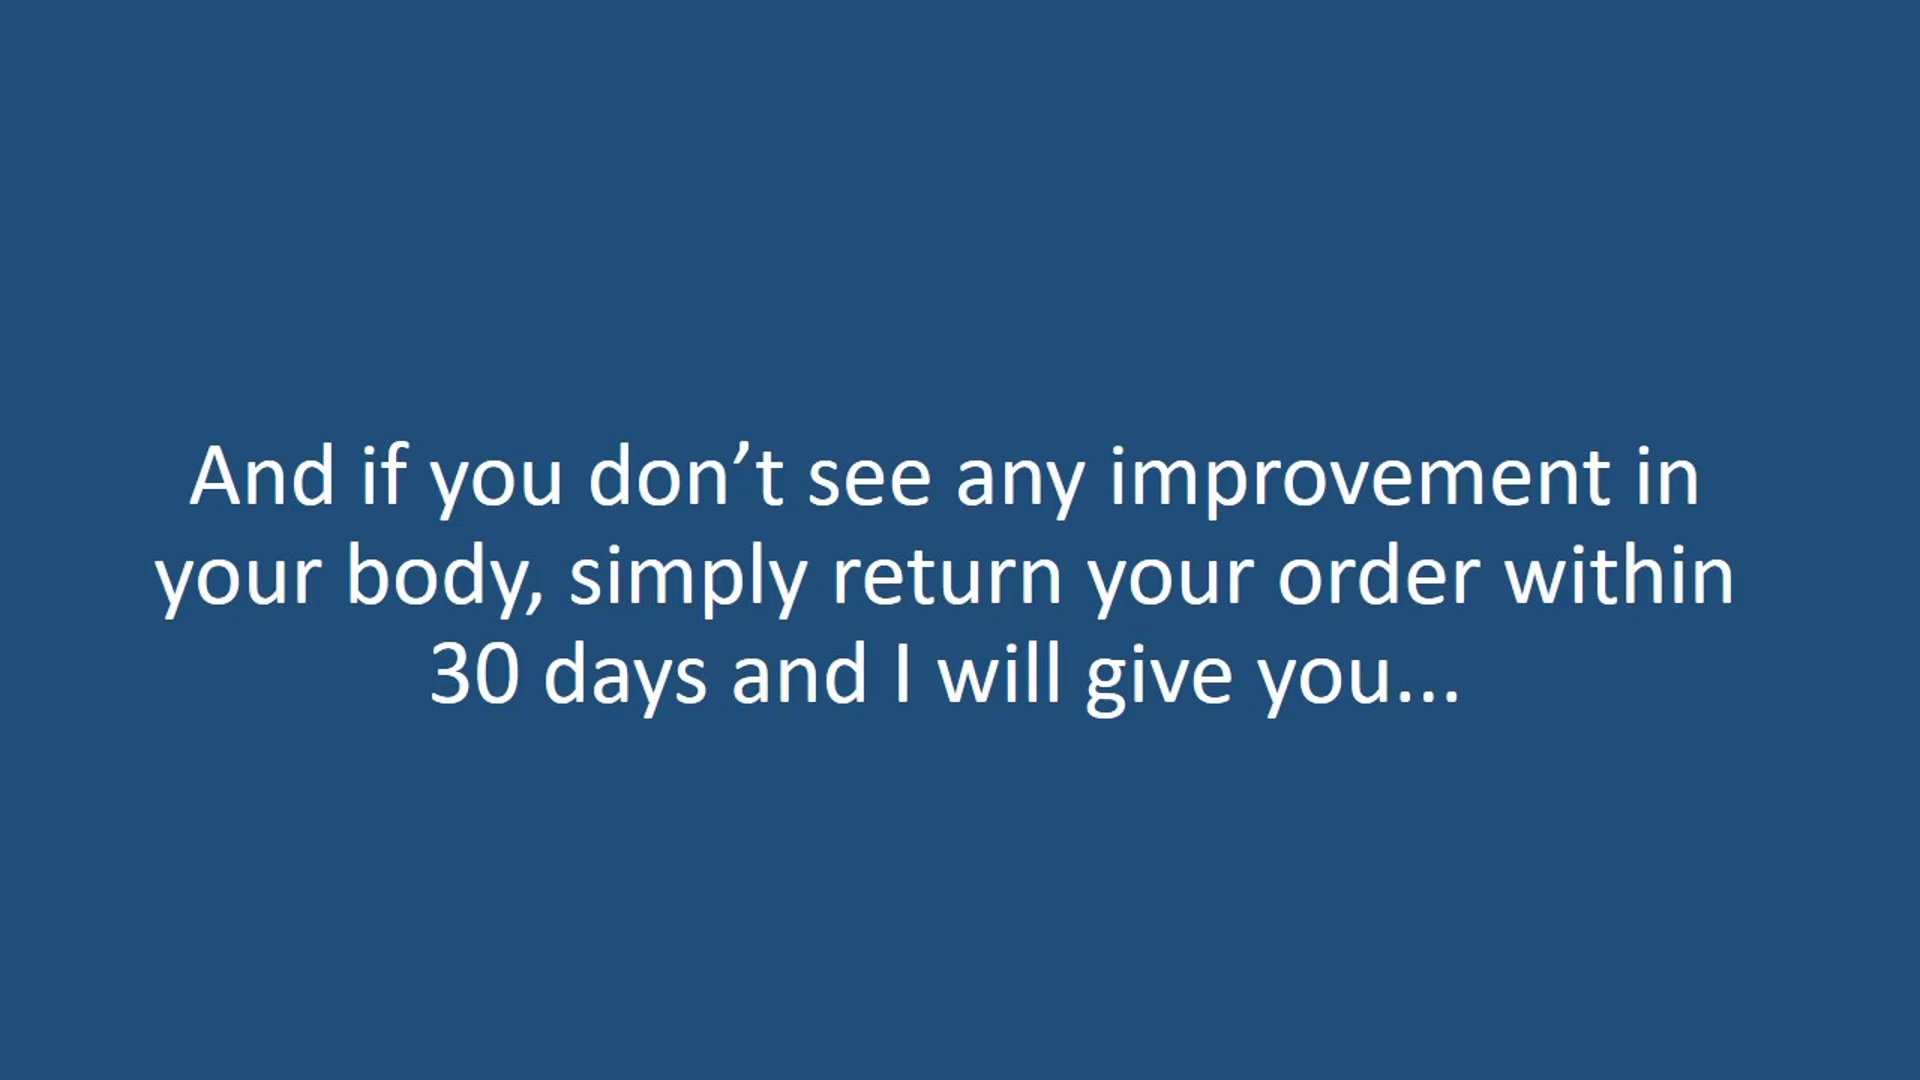 And if you don’t see any improvement in
your body, simply return your order within
30 days and I will give you...